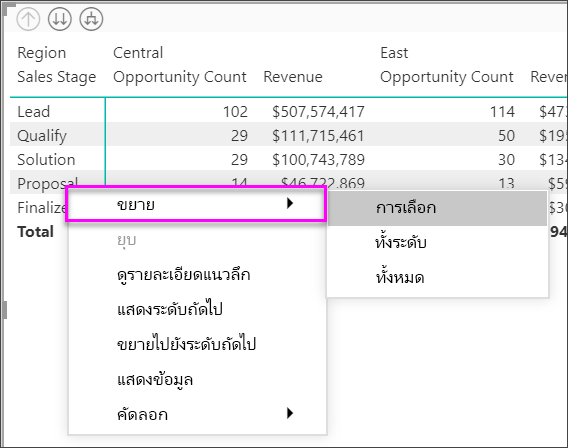 Region Central East
Sales Stage Opportunity Count Revenue Opportunity Count Reven
Lead 102 $507,574,417 114 $473
Qualify 29 $111,715,461 50 $195
Solution 29 $100,743,789 30 $134
Proposal 14 $46,722,869 13 $59
Finalize $30
Total 94
ขยาย
การเลือก
ยุบ
ทั้งระดับ
ดูรายละเอียดแนวลึก
ทั้งหมด
แสดงระดับถัดไป
ขยายไปยังระดับถัดไป
แสดงข้อมูล
คัดลอก